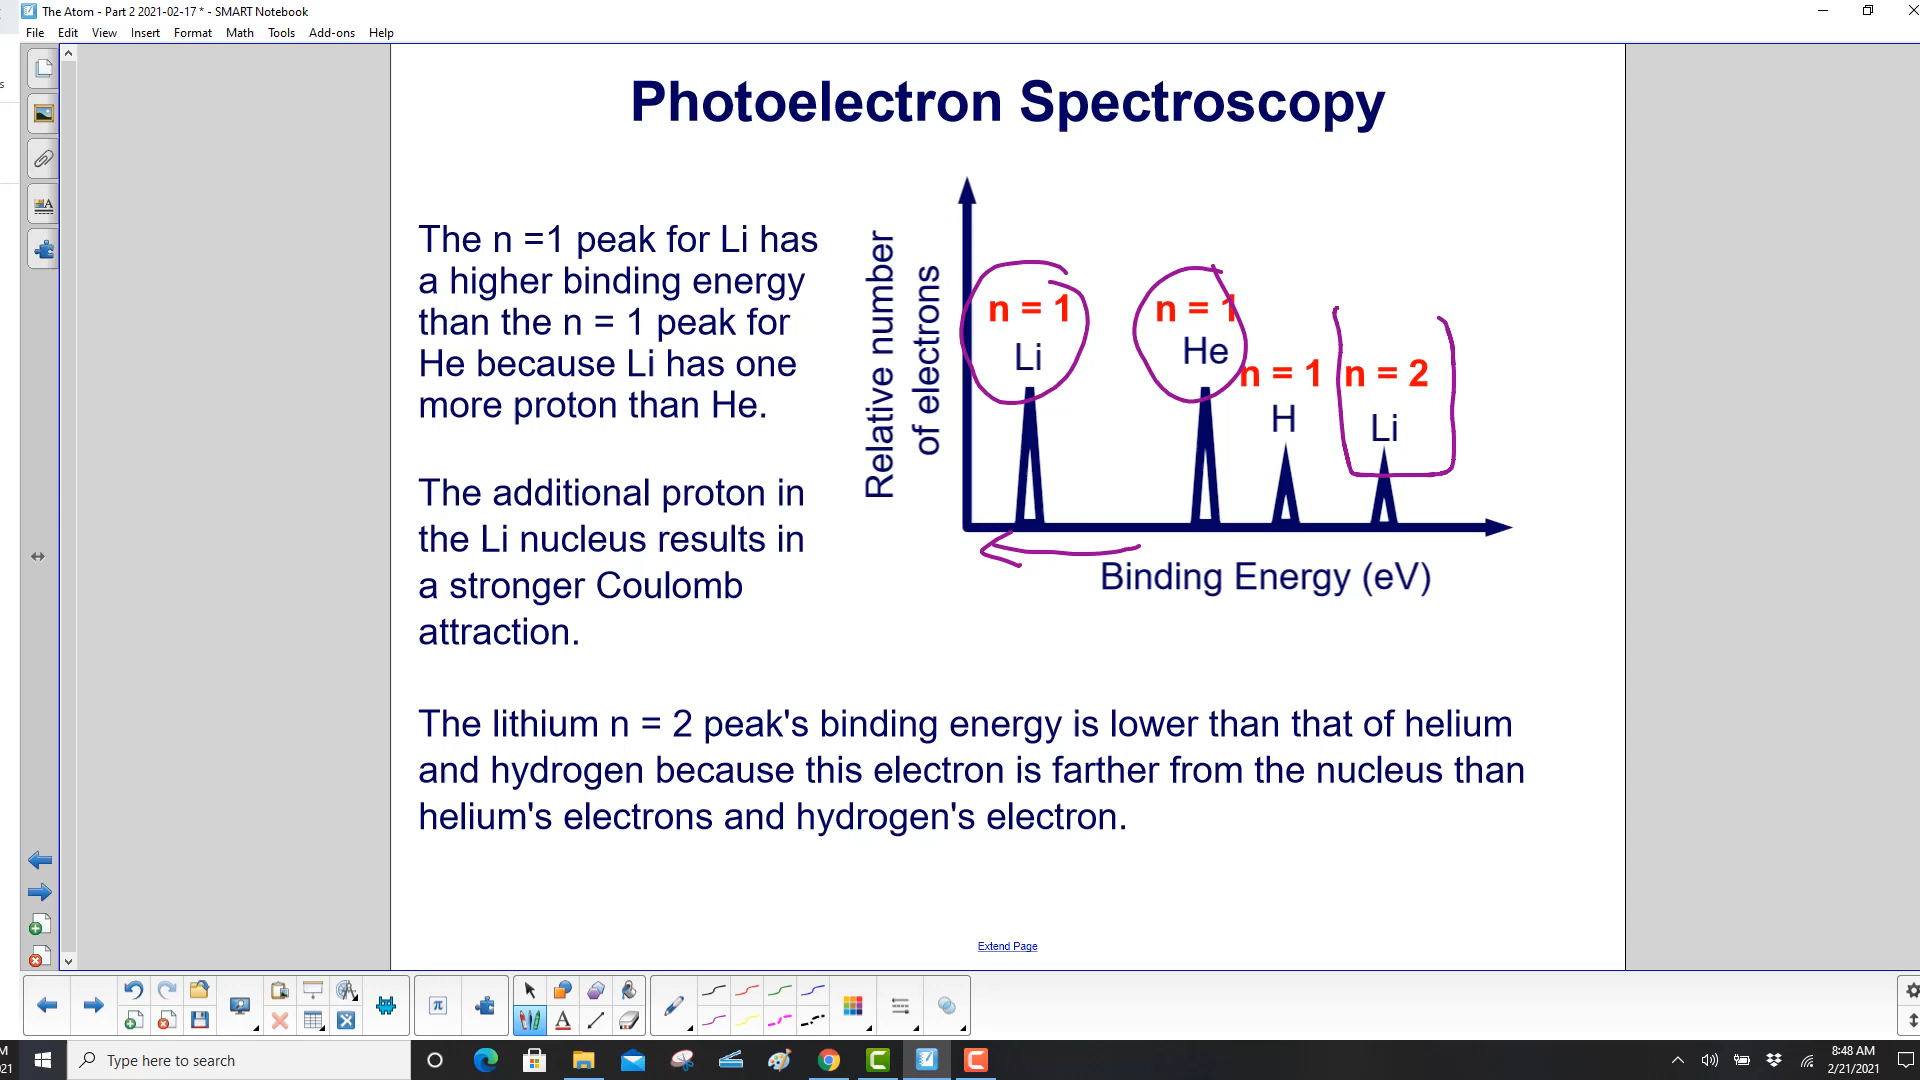 The Atom - Part 2 2021-02-17 * - SMART Notebook
File Edit View Insert Format Math Tools Add-ons Help
Photoelectron Spectroscopy
The n =1 peak for Li has
a higher binding energy
than the n = 1 peak for
He because Li has one
more proton than He.
The additional proton in
the Li nucleus results in
a stronger Coulomb
attraction.
Relative number
of electrons
n = 1
Li
n = 1
He
n = 1
H
n = 2
Li
Binding Energy (eV)
The lithium n = 2 peak's binding energy is lower than that of helium
and hydrogen because this electron is farther from the nucleus than
helium's electrons and hydrogen's electron.
Extend Page
Type here to search
8:48 AM
2/21/2021